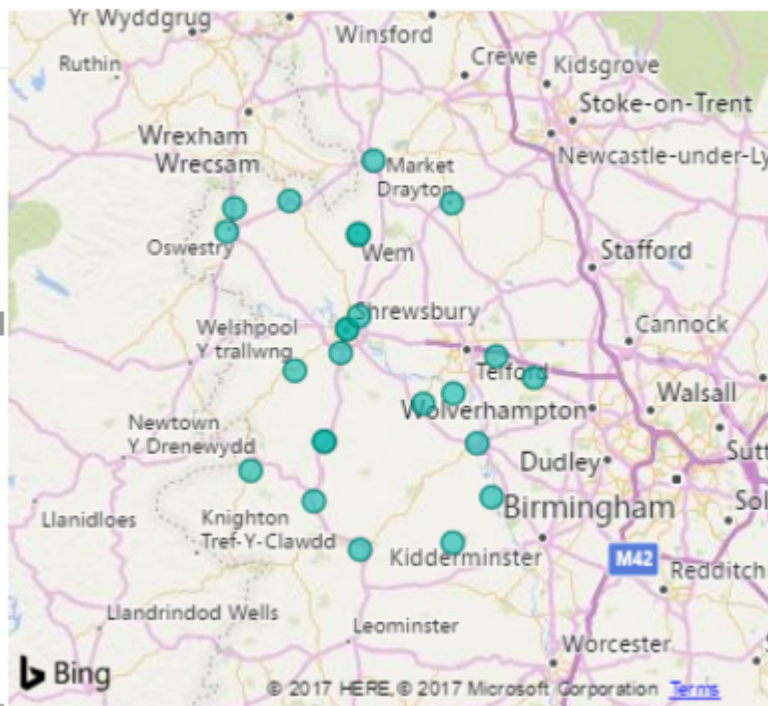 Yr Wyddgrug
Winsford
Crewe
Ruthin
Kidsgrove
Stoke-on-Trent
Wrexham
Wrecsam
Newcastle-under-Ly
Market
Drayton
Oswestry
Wem
Stafford
Shrewsbury
Welshpool
Y trallwng
Cannock
Telford
Walsall
Wolverhampton
Newtown
Y Drenewydd
Sutt
Dudley
Birmingham
Sol
Llanidloes
Knighton
Tref-Y-Clawdd
Kidderminster
M42
Redditch
Llandrindod Wells
Leominster
Worcester
Bing
© 2017 HERE, © 2017 Microsoft Corporation Terms